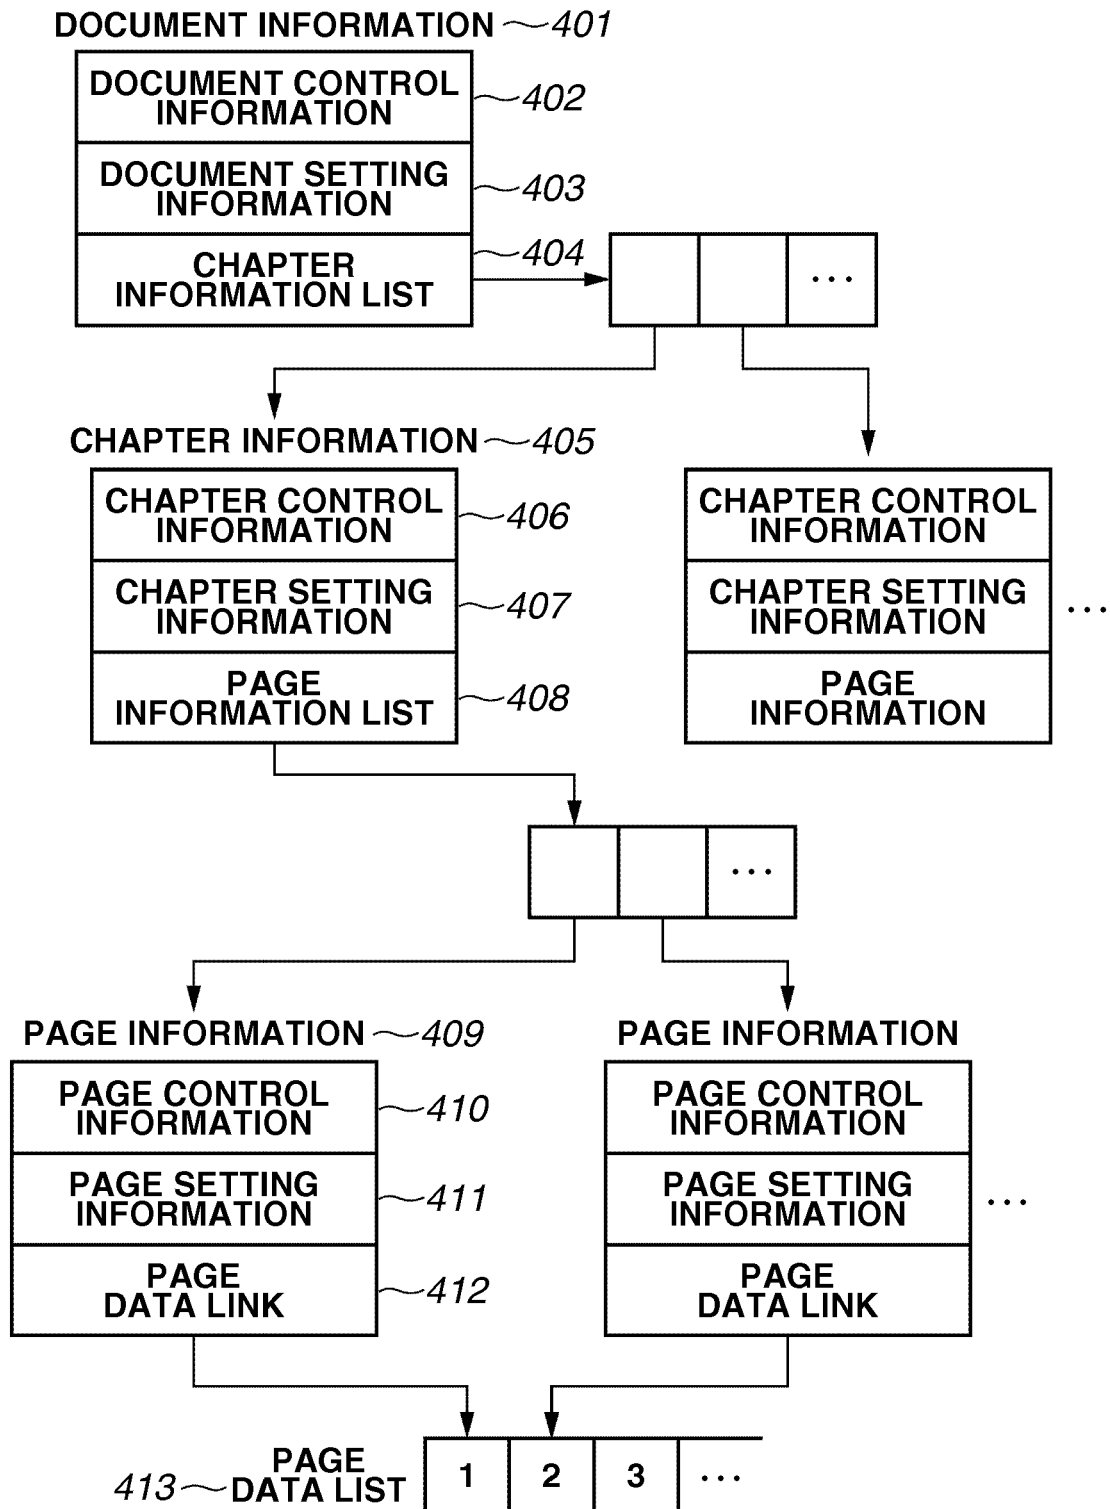 DOCUMENT INFORMATION 401
DOCUMENT CONTROL
INFORMATION
402
DOCUMENT SETTING
INFORMATION
403
CHAPTER
INFORMATION LIST
404
...
CHAPTER INFORMATION 405
CHAPTER CONTROL
INFORMATION
406
CHAPTER SETTING
INFORMATION
407
PAGE
INFORMATION LIST
408
CHAPTER CONTROL
INFORMATION
CHAPTER SETTING
INFORMATION
...
PAGE
INFORMATION
...
PAGE INFORMATION 409
PAGE CONTROL
INFORMATION
410
PAGE SETTING
INFORMATION
411
PAGE
DATA LINK
412
PAGE INFORMATION
PAGE CONTROL
INFORMATION
PAGE SETTING
INFORMATION
...
PAGE
DATA LINK
413
PAGE
DATA LIST
1 2 3 ...